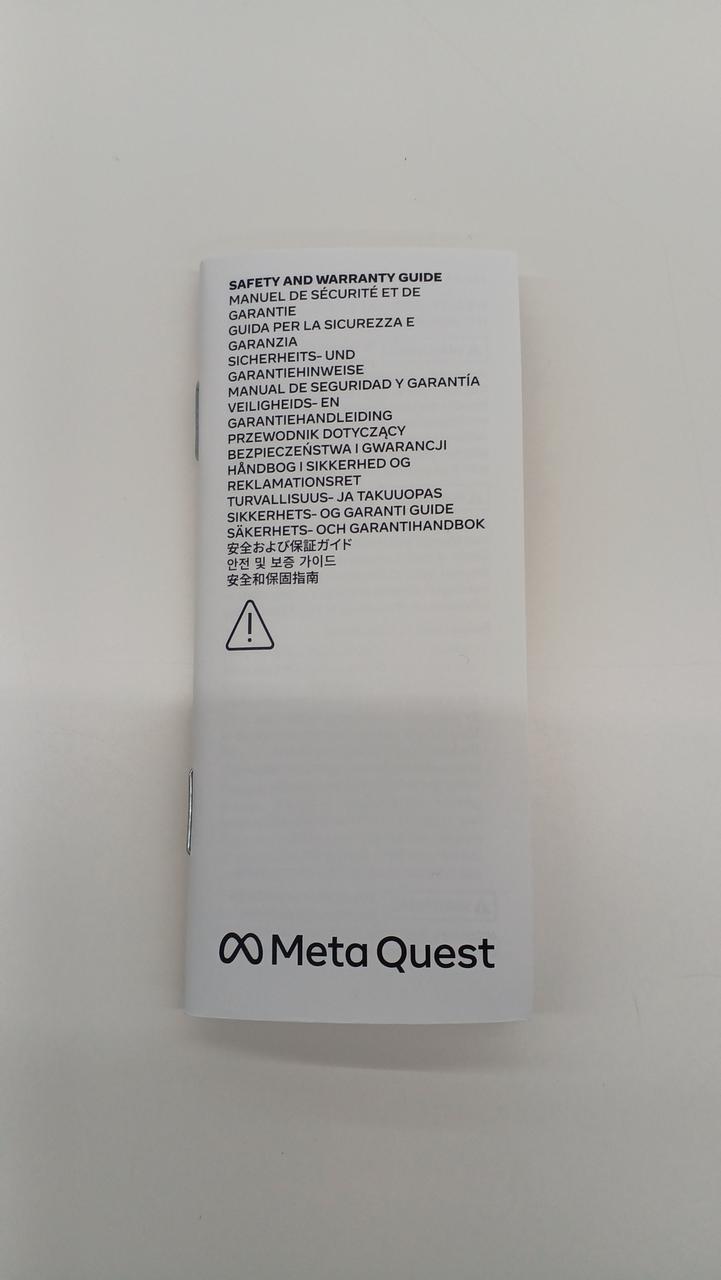 SAFETY AND WARRANTY GUIDE
MANUEL DE SÉCURITÉ ET DE
GARANTIE
GUIDA PER LA SICUREZZA E
GARANZIA
SICHERHEITS- UND
GARANTIEHINWEISE
MANUAL DE SEGURIDAD Y GARANTÍA
VEILIGHEIDS- EN
GARANTIEHANDLEIDING
PRZEWODNIK DOTYCZĄCY
BEZPIECZEŃSTWA I GWARANCJI
HÅNDBOG I SIKKERHED OG
REKLAMATIONSRET
TURVALLISUUS- JA TAKUUOPAS
SIKKERHETS- OG GARANTI GUIDE
SÄKERHETS- OCH GARANTIHANDBOK
安全および保証ガイド
안전 및 보증 가이드
安全和保固指南
Meta Quest